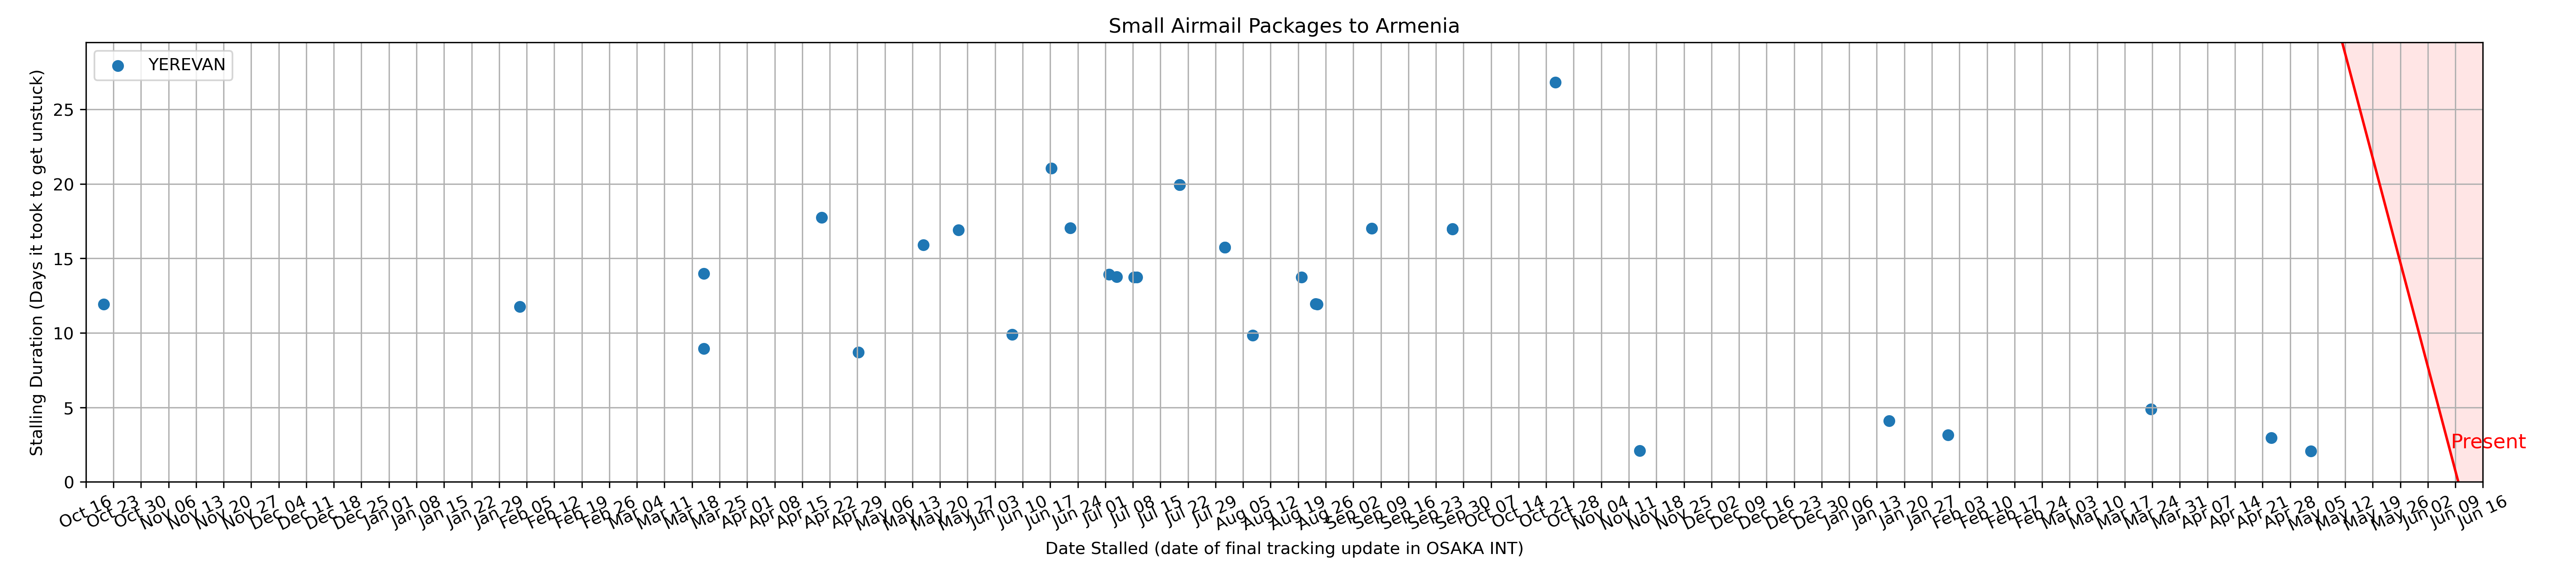 Small Airmail Packages to Armenia
YEREVAN
Stalling Duration (Days it took to get unstuck)
25
20
15
10
5
0
Present
Oct 16
Oct 23
Oct 30
Nov 06
Nov 13
Nov 20
Nov 27
Dec 04
Dec 11
Dec 18
Dec 25
Jan 01
Jan 08
Jan 15
Jan 22
Jan 29
Feb 05
Feb 12
Feb 19
Feb 26
Mar 04
Mar 11
Mar 18
Mar 25
Apr 01
Apr 08
Apr 15
Apr 22
Apr 29
May 06
May 13
May 20
May 27
Jun 03
Jun 10
Jun 17
Jun 24
Jul 01
Jul 08
Jul 15
Jul 22
Jul 29
Aug 05
Aug 12
Aug 19
Aug 26
Sep 02
Sep 09
Sep 16
Sep 23
Sep 30
Oct 07
Oct 14
Oct 21
Oct 28
Nov 04
Nov 11
Nov 18
Nov 25
Dec 02
Dec 09
Dec 16
Dec 23
Dec 30
Jan 06
Jan 13
Jan 20
Jan 27
Feb 03
Feb 10
Feb 17
Feb 24
Mar 03
Mar 10
Mar 17
Mar 24
Mar 31
Apr 07
Apr 14
Apr 21
Apr 28
May 05
May 12
May 19
May 26
Jun 02
Jun 09
Jun 16
Date Stalled (date of final tracking update in OSAKA INT)